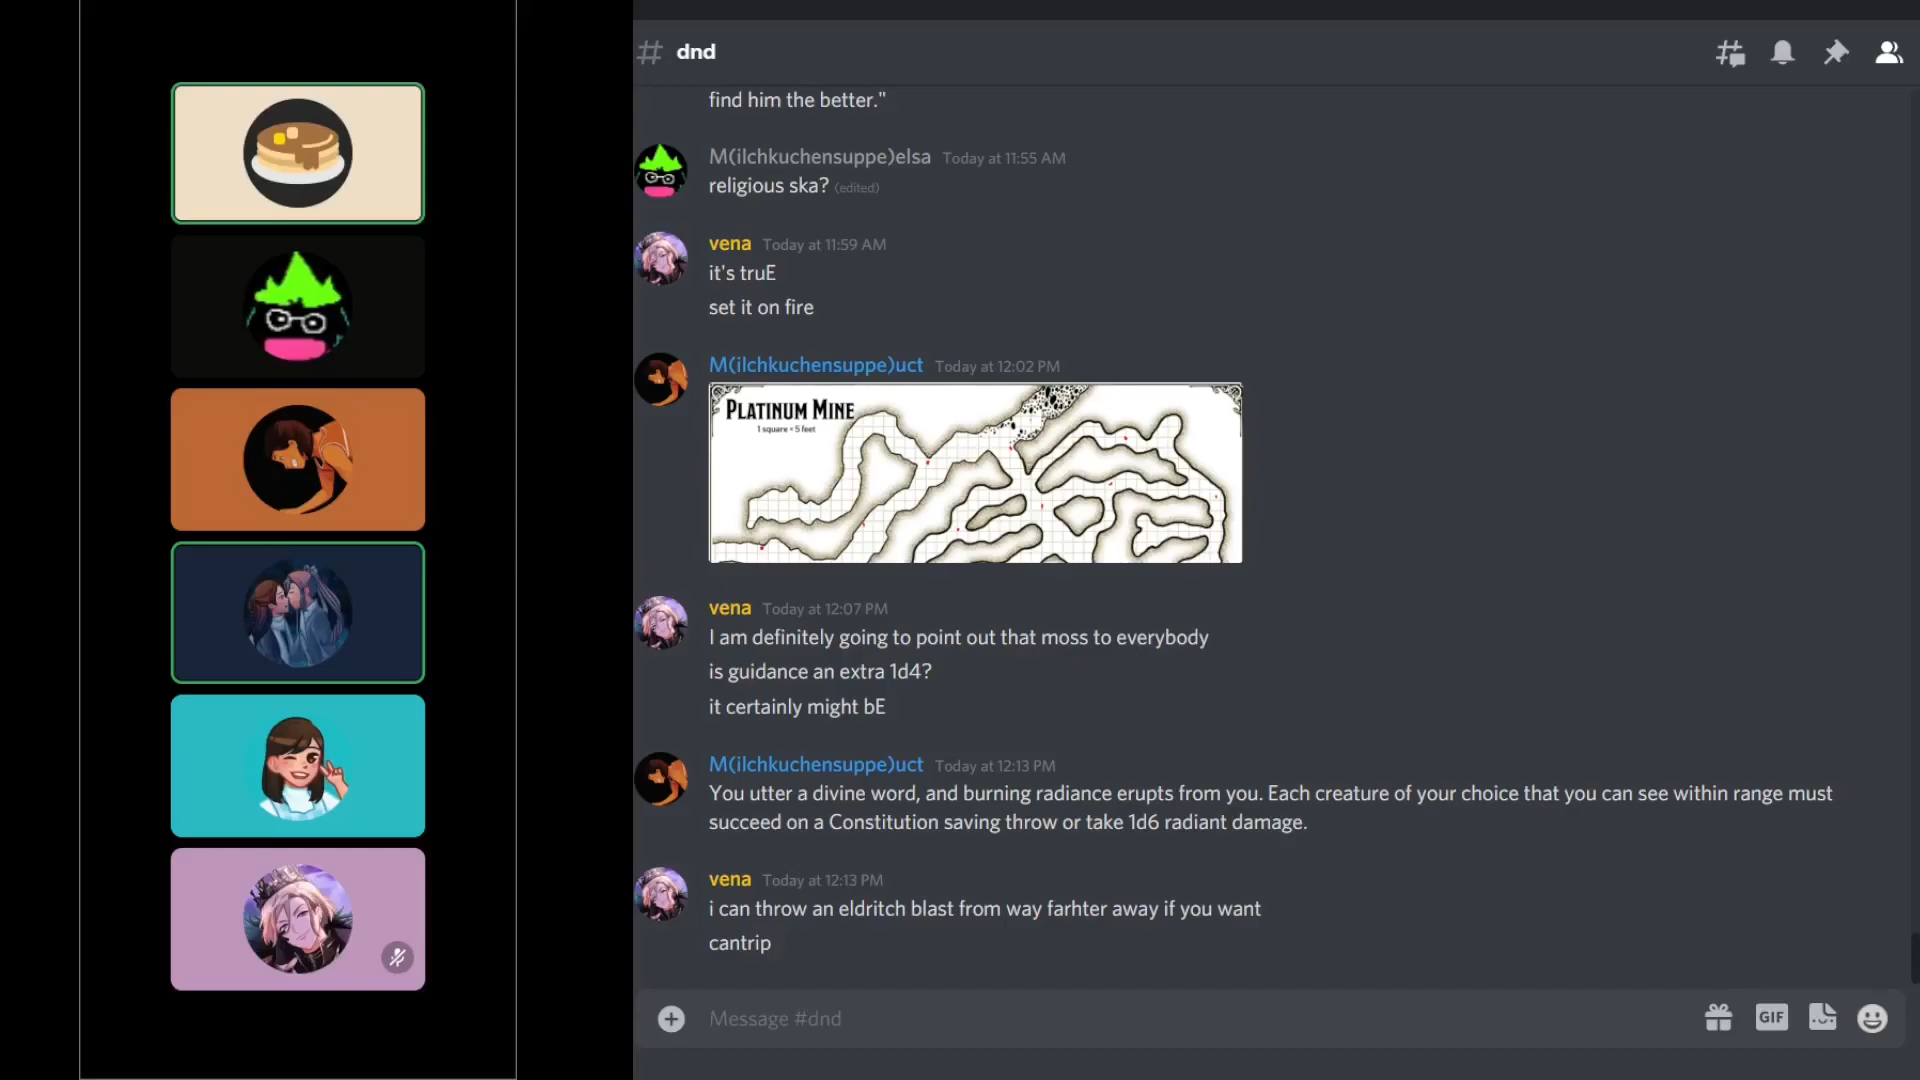 dnd
find him the better."
M(ilchkuchensuppe)elsa Today at 11:55 AM
religious ska? (edited)
vena Today at 11:59 AM
it's truE
set it on fire
M(ilchkuchensuppe)uct Today at 12:02 PM
PLATINUM MINE
1 square = 5 feet
vena Today at 12:07 PM
I am definitely going to point out that moss to everybody
is guidance an extra 1d4?
it certainly might bE
M(ilchkuchensuppe)uct Today at 12:13 PM
You utter a divine word, and burning radiance erupts from you. Each creature of your choice that you can see within range must
succeed on a Constitution saving throw or take 1d6 radiant damage.
vena Today at 12:13 PM
i can throw an eldritch blast from way farhter away if you want
cantrip
Message #dnd
GIF